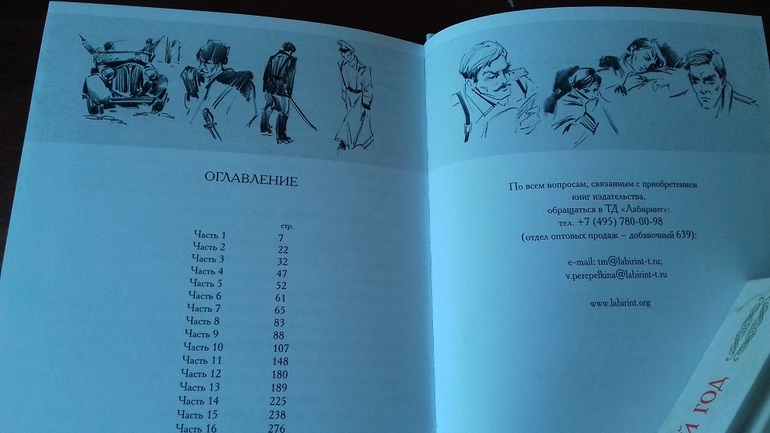 ОГЛАВЛЕНИЕ
стр.
Часть 1 7
Часть 2 22
Часть 3 32
Часть 4 47
Часть 5 52
Часть 6 61
Часть 7 65
Часть 8 83
Часть 9 88
Часть 10 107
Часть 11 148
Часть 12 180
Часть 13 189
Часть 14 225
Часть 15 238
Часть 16 276
По всем вопросам, связанным с приобретением
книг издательства,
обращаться в ТД «Лабиринт»:
тел. +7 (495) 780-00-98
(отдел оптовых продаж – добавочный 639);
e-mail: tm@labirint-t.ru;
v.perepelkina@labirint-t.ru
www.labirint.org
Й ГОД